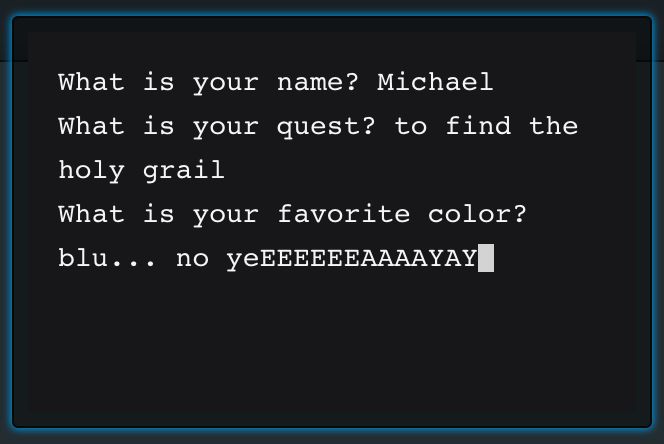 What is your name? Michael
What is your quest? to find the
holy grail
What is your favorite color?
blu... no yeEEEEEEAAAAYAY